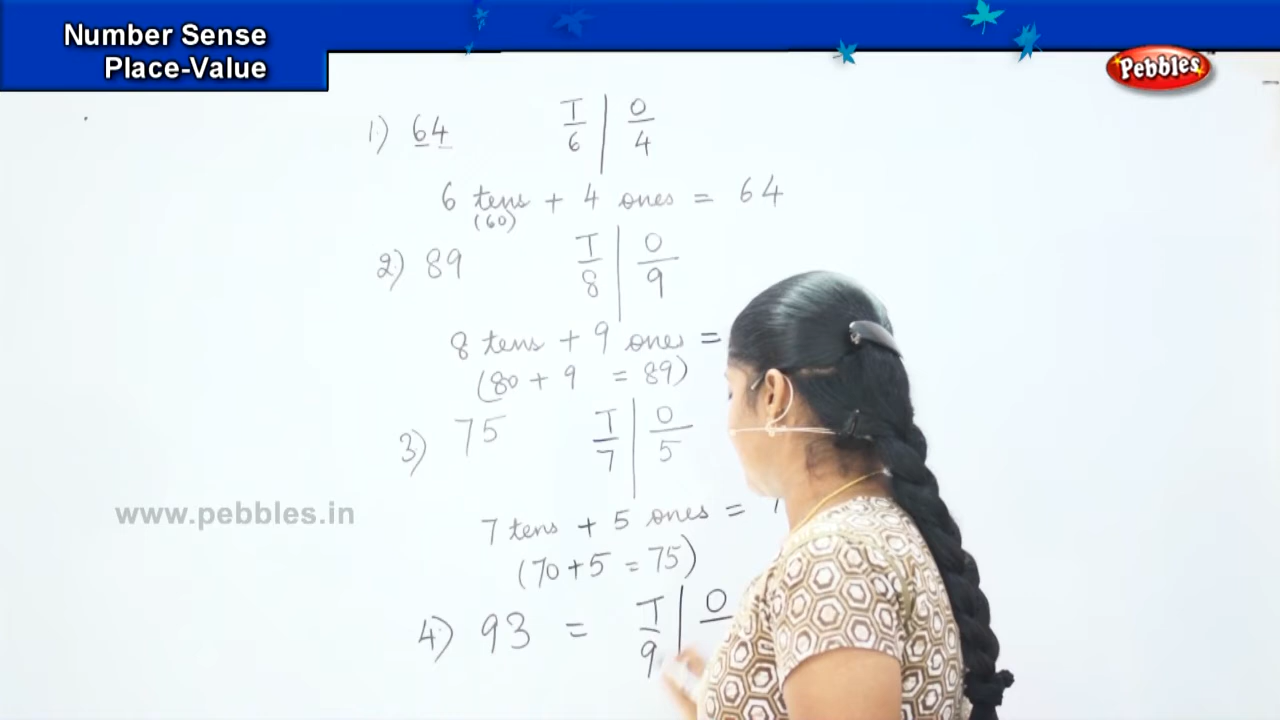 Number Sense
Place-Value
Pebbles
1) 64 T | O
6 | 4
6 tens + 4 ones = 64
(60)
2) 89 T | O
8 | 9
8 tens + 9 ones =
(80 + 9 = 89)
3) 75 T | O
7 | 5
www.pebbles.in
7 tens + 5 ones =
(70+5 = 75)
4) 93 = T | O
9